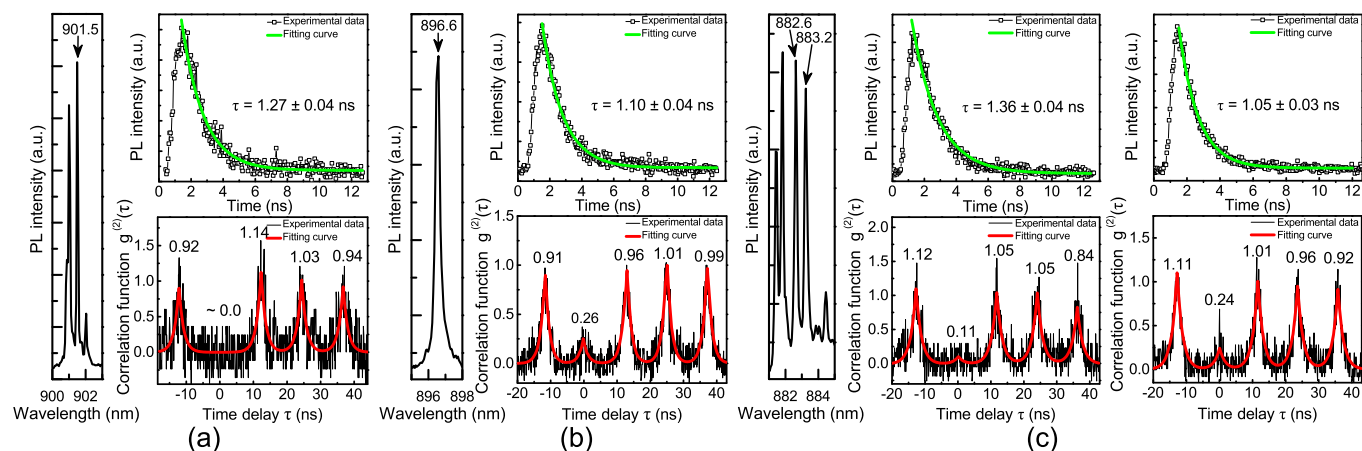 901.5
PL intensity (a.u.)
900 902
Wavelength (nm)
Experimental data
Fitting curve
τ = 1.27 ± 0.04 ns
PL intensity (a.u.)
0 2 4 6 8 10 12
Time (ns)
Experimental data
Fitting curve
0.92
~ 0.0
1.14
1.03
0.94
Correlation function g (2)(τ)
1.5
1.0
0.5
0.0
-10 0 10 20 30 40
Time delay τ (ns)
(a)
896.6
PL intensity (a.u.)
896 898
Wavelength (nm)
Experimental data
Fitting curve
τ = 1.10 ± 0.04 ns
PL intensity (a.u.)
0 2 4 6 8 10 12
Time (ns)
Experimental data
Fitting curve
0.91
0.26
0.96
1.01
0.99
Correlation function g (2)(τ)
1.5
1.0
0.5
0.0
-20 -10 0 10 20 30 40
Time delay τ (ns)
(b)
882.6
883.2
PL intensity (a.u.)
882 884
Wavelength (nm)
Experimental data
Fitting curve
τ = 1.36 ± 0.04 ns
PL intensity (a.u.)
0 2 4 6 8 10 12
Time (ns)
Experimental data
Fitting curve
1.12
0.11
1.05
1.05
0.84
Correlation function g (2)(τ)
2.0
1.5
1.0
0.5
0.0
-20 -10 0 10 20 30 40
Time delay τ (ns)
Experimental data
Fitting curve
τ = 1.05 ± 0.03 ns
PL intensity (a.u.)
0 2 4 6 8 10 12
Time (ns)
Experimental data
Fitting curve
1.11
0.24
1.01
0.96
0.92
Correlation function g (2)(τ)
2.0
1.5
1.0
0.5
0.0
-20 -10 0 10 20 30 40
Time delay τ (ns)
(c)